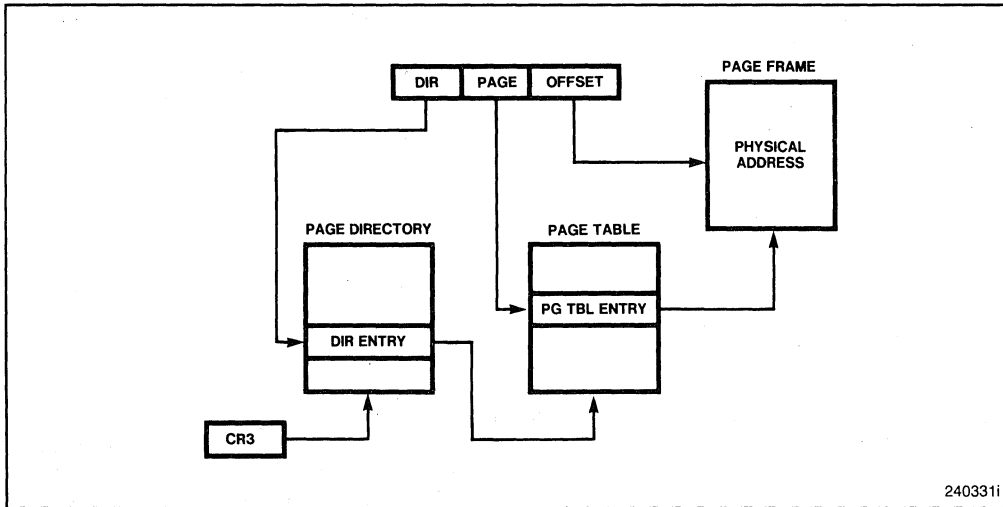 PAGE FRAME
DIR PAGE OFFSET
PHYSICAL
ADDRESS
PAGE DIRECTORY
PAGE TABLE
PG TBL ENTRY
DIR ENTRY
CR3
240331i